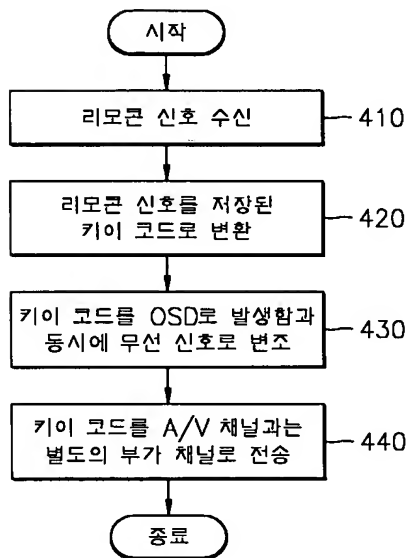 시작
리모콘 신호 수신
410
리모콘 신호를 저장된
키이 코드로 변환
420
키이 코드를 OSD로 발생함과
동시에 무선 신호로 변조
430
키이 코드를 A/V 채널과는
별도의 부가 채널로 전송
440
종료